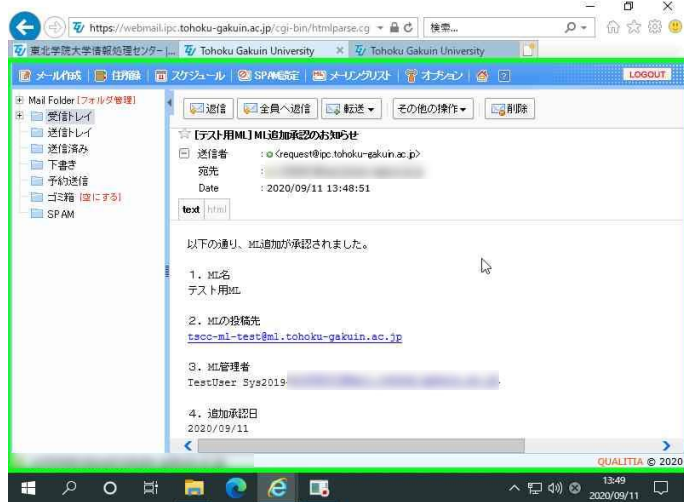 https://webmail.ipc.tohoku-gakuin.ac.jp/cgi-bin/htmlparse.cg
検索...
東北学院大学情報処理センター |...
Tohoku Gakuin University
Tohoku Gakuin University
メール作成
住所録
スケジュール
SPAM設定
メーリングリスト
オプション
LOGOUT
Mail Folder [フォルダ管理]
受信トレイ
送信トレイ
送信済み
下書き
予約送信
ゴミ箱 [空にする]
SPAM
返信
全員へ返信
転送
その他の操作
削除
[テスト用ML] ML追加承認のお知らせ
送信者 : <request@ipc.tohoku-gakuin.ac.jp>
宛先 :
Date : 2020/09/11 13:48:51
text html
以下の通り、ML追加が承認されました。
1. ML名
テスト用ML
2. MLの投稿先
tscc-ml-test@ml.tohoku-gakuin.ac.jp
3. ML管理者
TestUser Sys2019
4. 追加承認日
2020/09/11
QUALITIA © 2020
13:49
2020/09/11